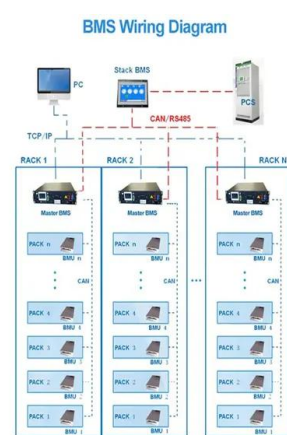 BMS Wiring Diagram
PC
Stack BMS
PCS
CAN/RS485
TCP/IP
RACK 1
RACK 2
RACK N
Master BMS
Master BMS
Master BMS
PACK n
BMU n
PACK n
BMU n
PACK n
BMU n
CAN
CAN
CAN
...
PACK 4
BMU 4
PACK 4
BMU 4
PACK 4
BMU 4
PACK 3
BMU 3
PACK 3
BMU 3
PACK 3
BMU 3
PACK 2
BMU 2
PACK 2
BMU 2
PACK 2
BMU 2
PACK 1
BMU 1
PACK 1
BMU 1
PACK 1
BMU 1